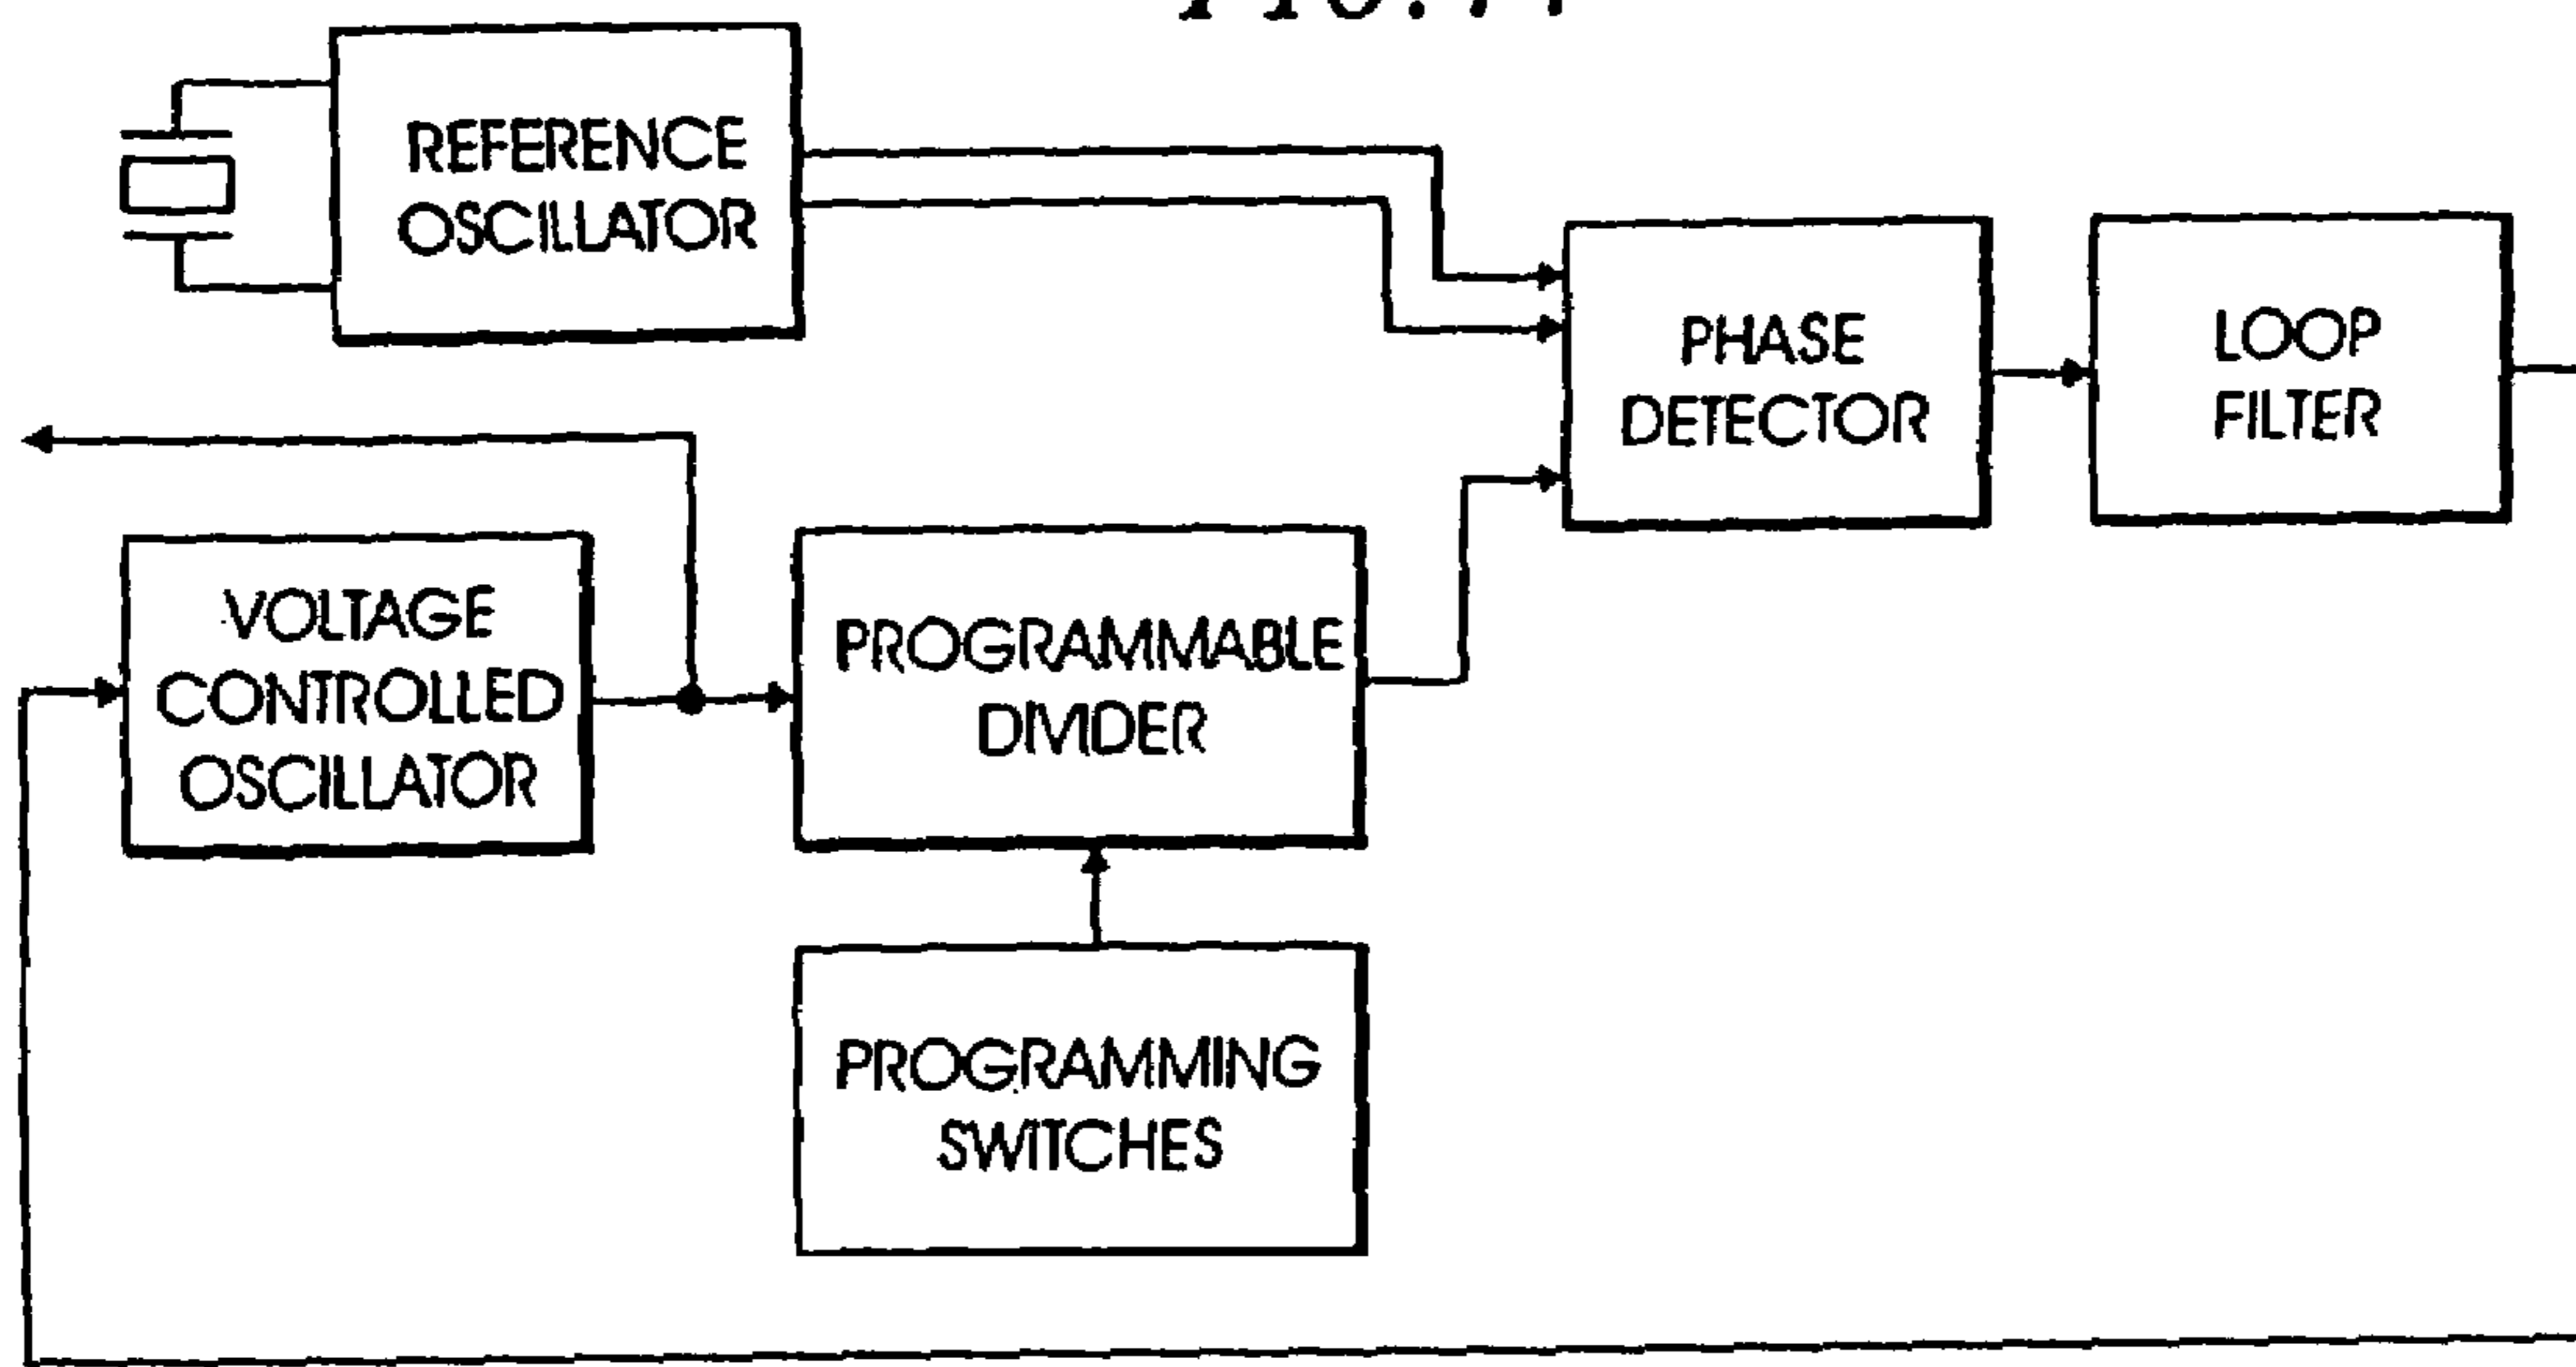 REFERENCE
OSCILLATOR
PHASE
DETECTOR
LOOP
FILTER
VOLTAGE
CONTROLLED
OSCILLATOR
PROGRAMMABLE
DIVIDER
PROGRAMMING
SWITCHES